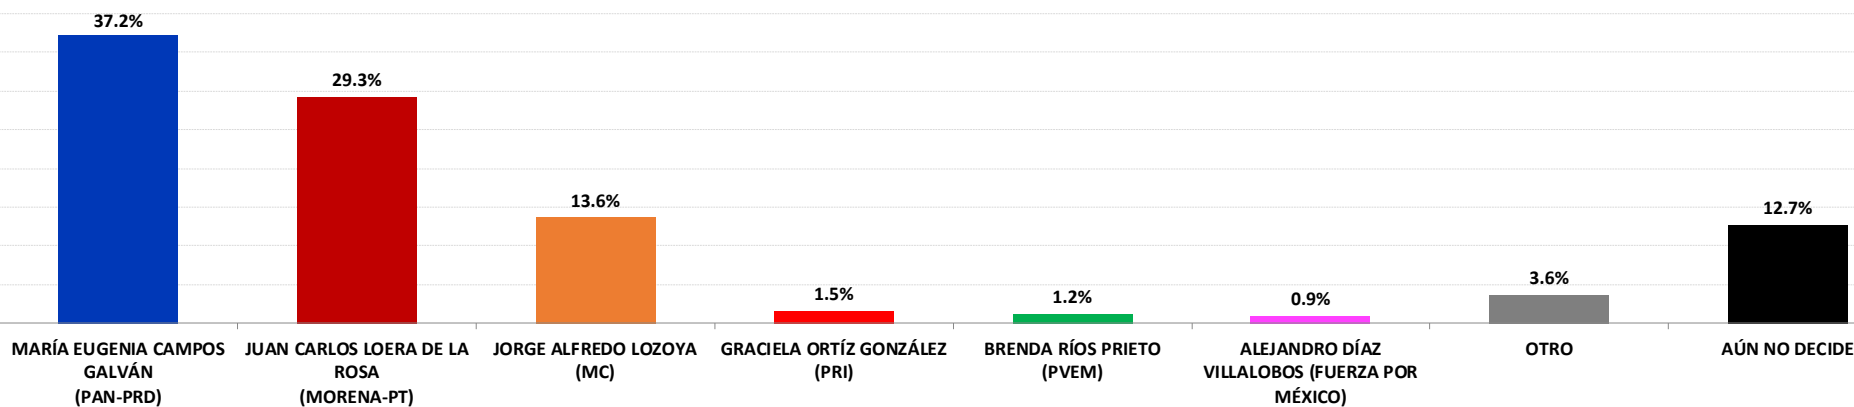 37.2%
29.3%
13.6%
1.5%
1.2%
0.9%
3.6%
12.7%
MARÍA EUGENIA CAMPOS
GALVÁN
(PAN-PRD)
JUAN CARLOS LOERA DE LA
ROSA
(MORENA-PT)
JORGE ALFREDO LOZOYA
(MC)
GRACIELA ORTÍZ GONZÁLEZ
(PRI)
BRENDA RÍOS PRIETO
(PVEM)
ALEJANDRO DÍAZ
VILLALOBOS (FUERZA POR
MÉXICO)
OTRO
AÚN NO DECIDE